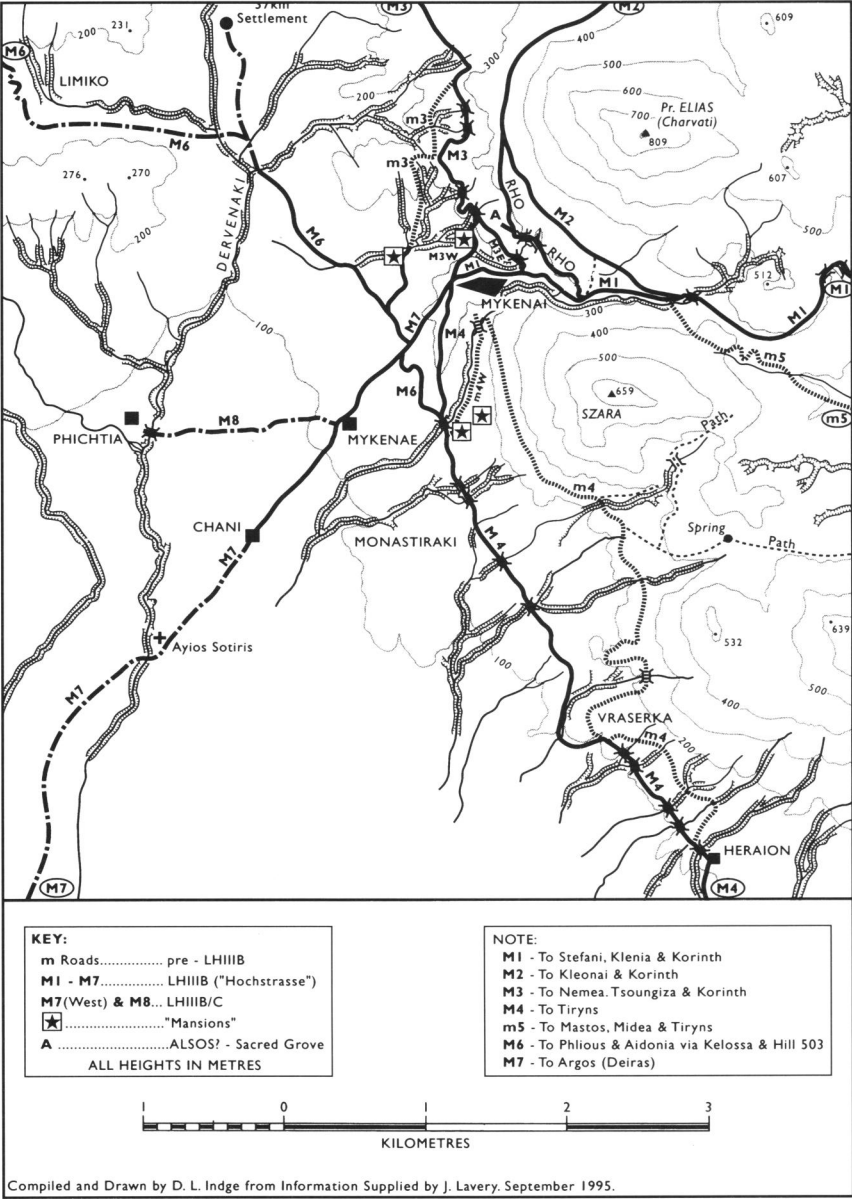 M6
200
231
37km
Settlement
M3
M2
609
LIMIKO
300
400
500
600
700
Pr. ELIAS
(Charvati)
809
M6
200
m3
m3
M3
276
270
DERVENAKI
200
607
RHO
M2
A
M6
M3E
RHO
500
M3W
M1
M1
512
M1
MYKENAI
300
M1
100
M7
M4
400
500
m5
m4W
M6
659
SZARA
m5
PHICHTIA
M8
MYKENAE
Path
m4
CHANI
MONASTIRAKI
M4
Spring
Path
M7
Ayios Sotiris
100
532
639
M7
400
500
VRASERKA
m4
200
M4
HERAION
M7
M4
KEY:
m Roads................ pre - LHIIIB
M1 - M7................ LHIIIB ("Hochstrasse")
M7(West) & M8... LHIIIB/C
★ ........................"Mansions"
A ........................ALSOS? - Sacred Grove
ALL HEIGHTS IN METRES
NOTE:
M1 - To Stefani, Klenia & Korinth
M2 - To Kleonai & Korinth
M3 - To Nemea. Tsoungiza & Korinth
M4 - To Tiryns
m5 - To Mastos, Midea & Tiryns
M6 - To Phlious & Aidonia via Kelossa & Hill 503
M7 - To Argos (Deiras)
1 0 1 2 3
KILOMETRES
Compiled and Drawn by D. L. Indge from Information Supplied by J. Lavery. September 1995.